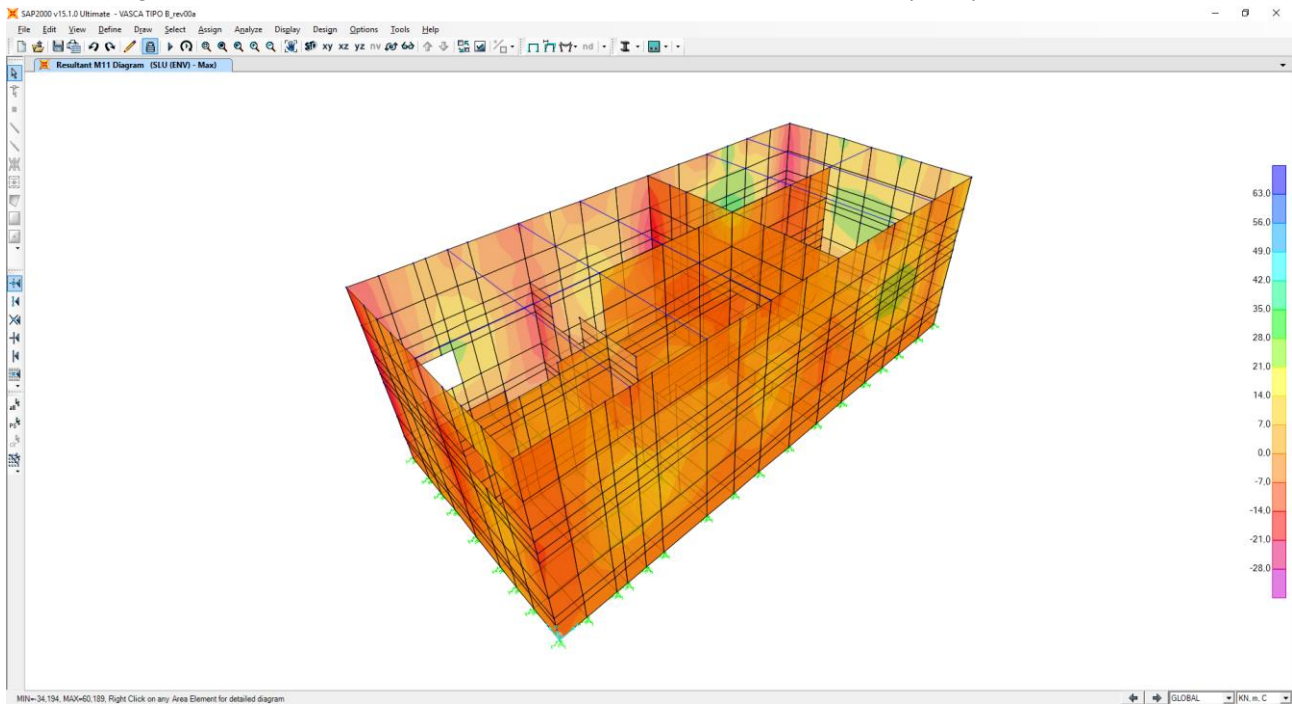 SAP2000 v15.1.0 Ultimate - VASCA TIPO B_rev00a
File Edit View Define Draw Select Assign Analyze Display Design Options Tools Help
3D xy xz yz nv nd
Resultant M11 Diagram (SLU (ENV) - Max)
63.0
56.0
49.0
42.0
35.0
28.0
21.0
14.0
7.0
0.0
-7.0
-14.0
-21.0
-28.0
MIN=-34.194, MAX=60.189, Right Click on any Area Element for detailed diagram
GLOBAL
KN, m, C